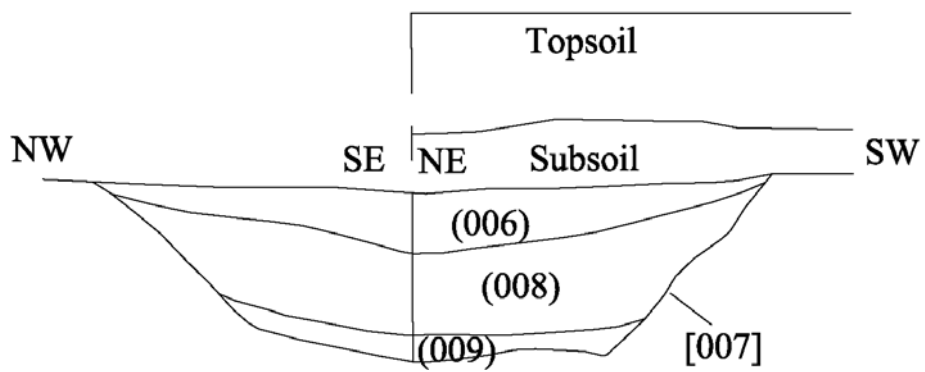 Topsoil
NW
SE
NE
Subsoil
SW
(006)
(008)
(009)
[007]